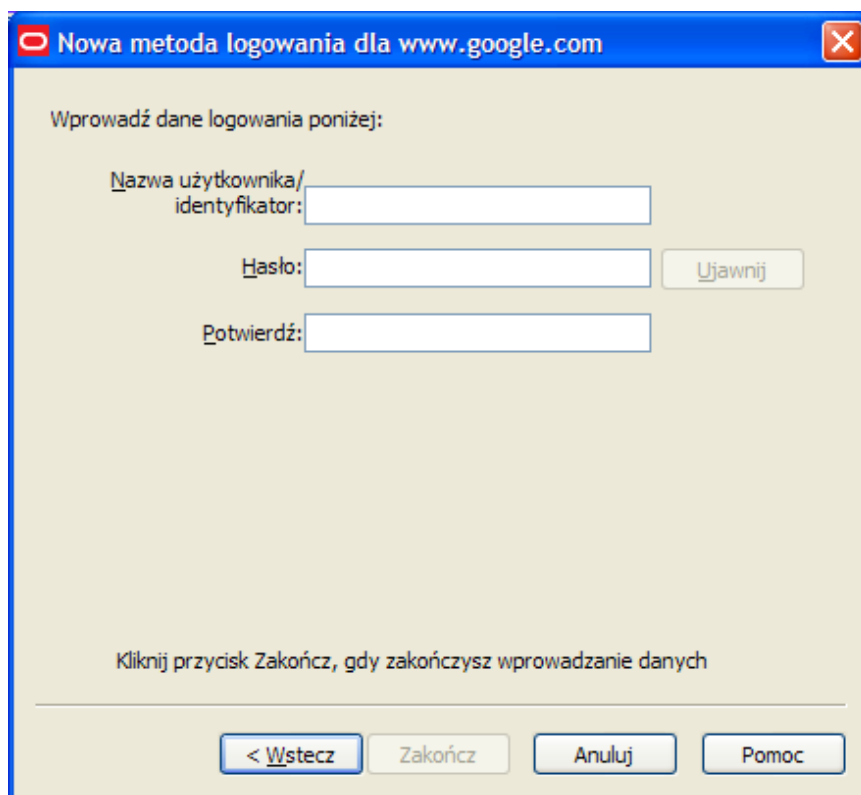 Nowa metoda logowania dla www.google.com
Wprowadź dane logowania poniżej:
Nazwa użytkownika/
identyfikator:
Hasło:
Ujawnij
Potwierdź:
Kliknij przycisk Zakończ, gdy zakończysz wprowadzanie danych
< Wstecz Zakończ Anuluj Pomoc